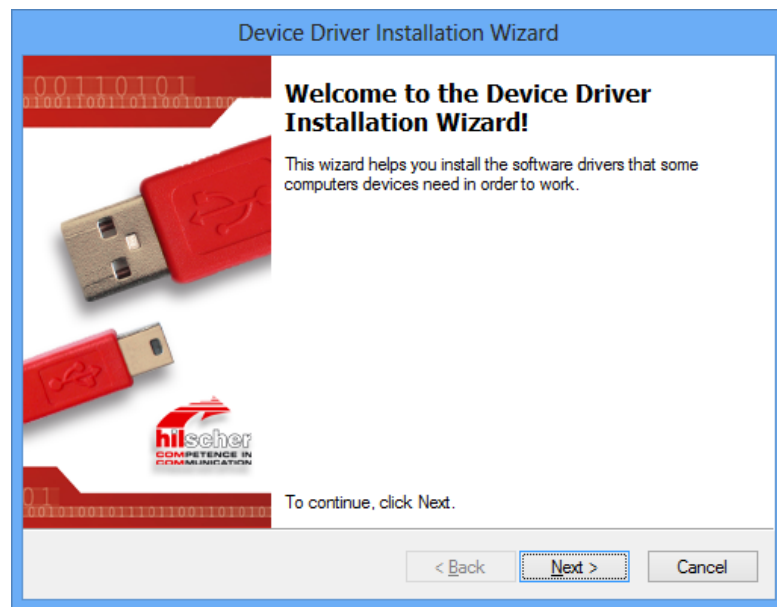 Device Driver Installation Wizard
00110101
Welcome to the Device Driver
Installation Wizard!
This wizard helps you install the software drivers that some
computers devices need in order to work.
hilscher
COMPETENCE IN
COMMUNICATION
01
To continue, click Next.
< Back
Next >
Cancel